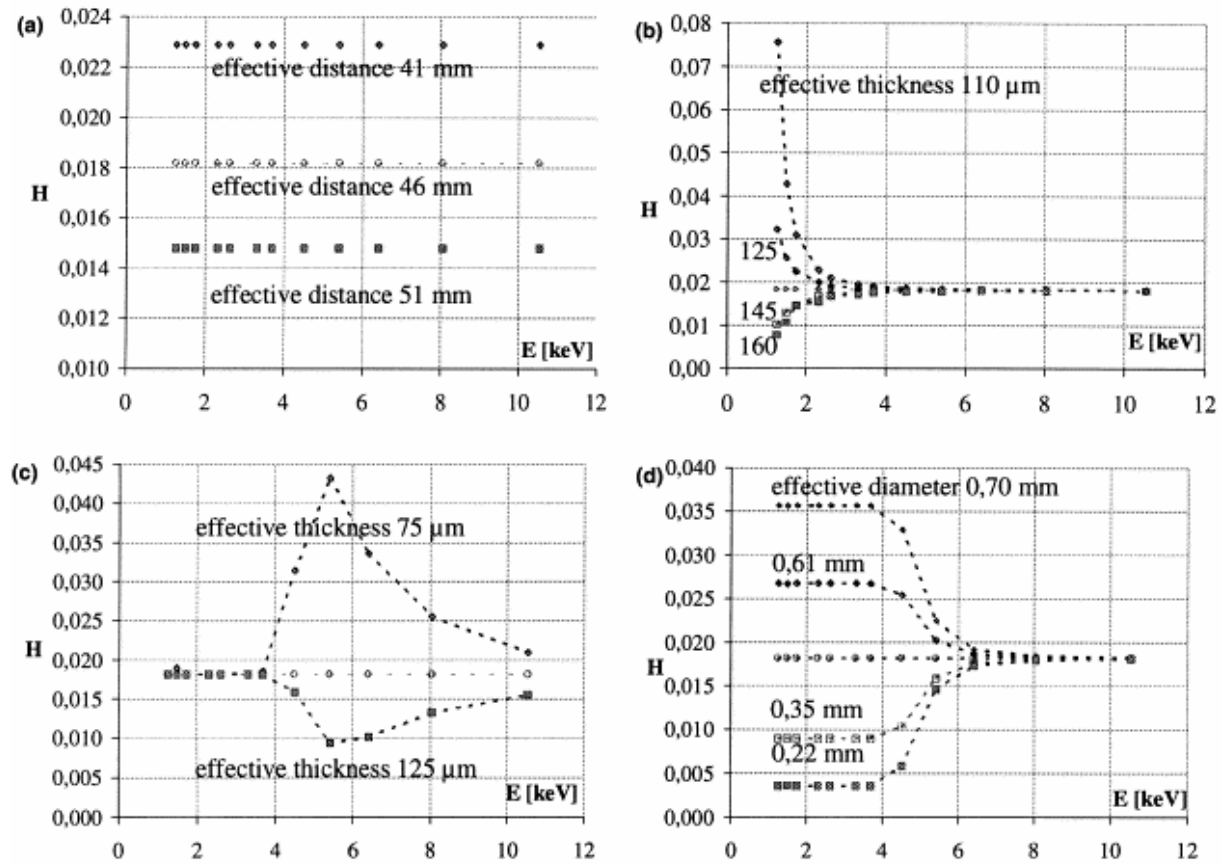 (a)
0,024
effective distance 41 mm
0,022
0,020
0,018
effective distance 46 mm
H
0,016
0,014
effective distance 51 mm
0,012
E [keV]
0,010
0 2 4 6 8 10 12
(b)
0,08
effective thickness 110 µm
0,07
0,06
0,05
0,04
H
0,03
125
0,02
145
0,01
160
E [keV]
0,00
0 2 4 6 8 10 12
(c)
0,045
0,040
effective thickness 75 µm
0,035
0,030
0,025
H
0,020
0,015
0,010
effective thickness 125 µm
0,005
E [keV]
0,000
0 2 4 6 8 10 12
(d)
0,040
effective diameter 0,70 mm
0,035
0,030
0,61 mm
0,025
H
0,020
0,015
0,35 mm
0,010
0,22 mm
0,005
E [keV]
0,000
0 2 4 6 8 10 12